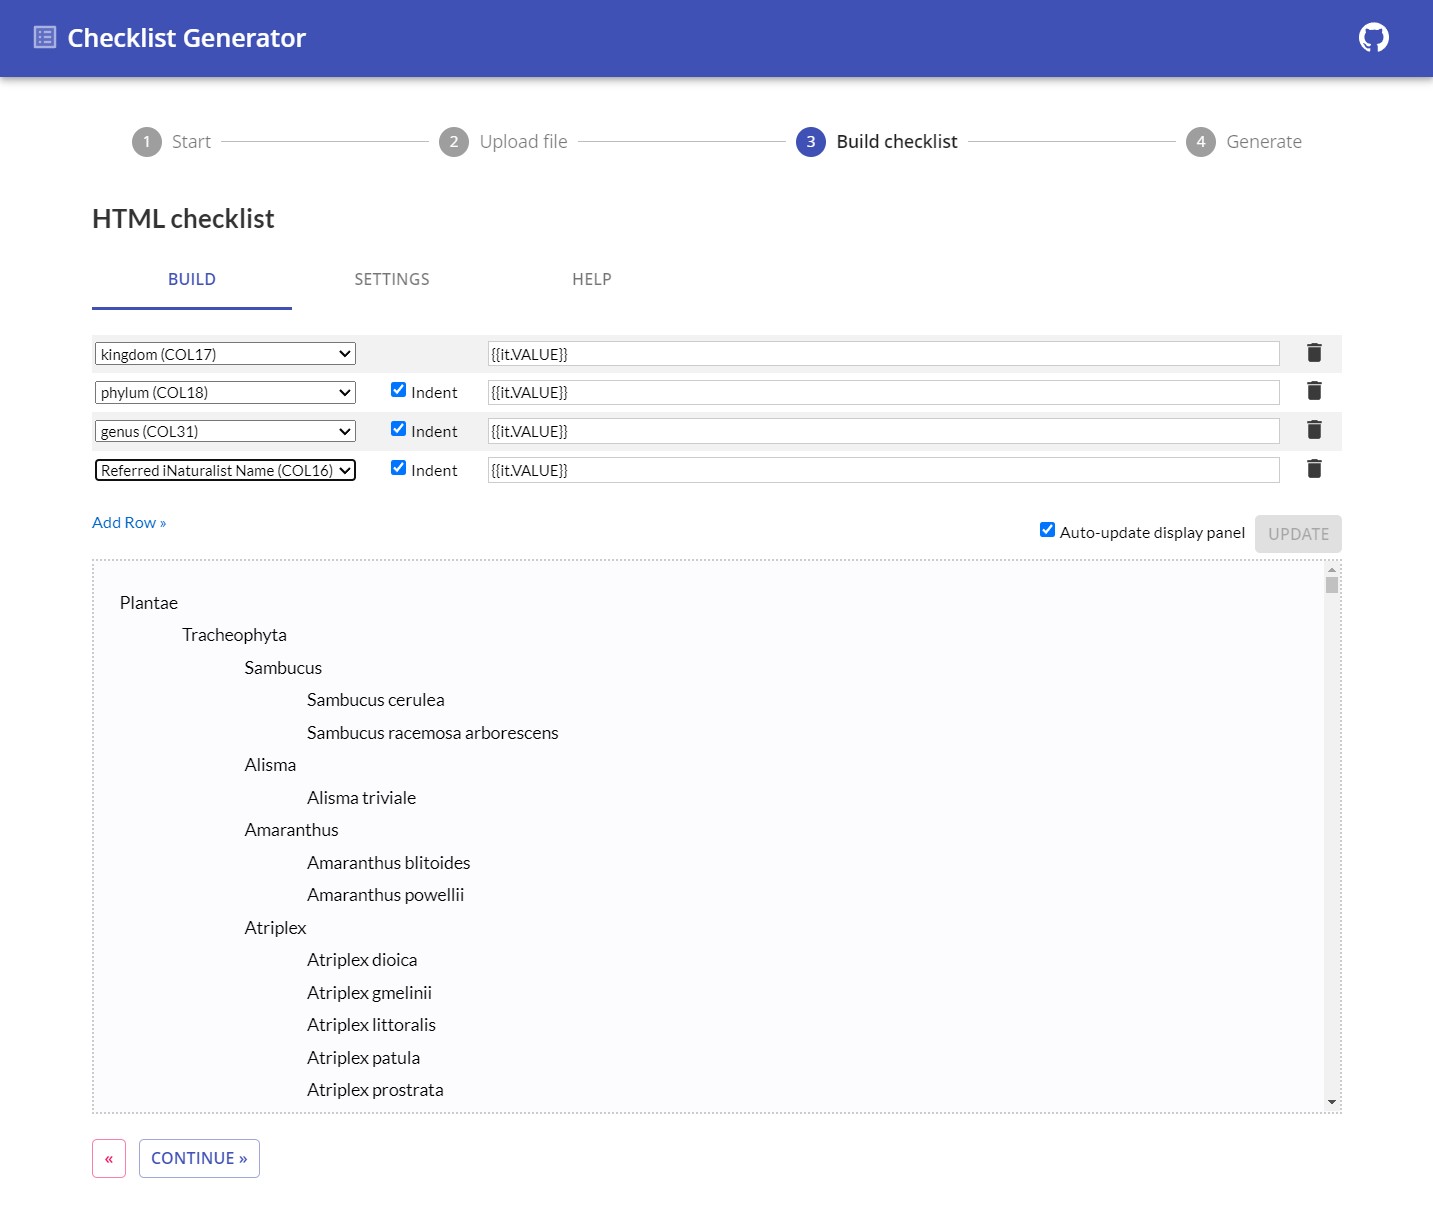 Checklist Generator
1 Start 2 Upload file 3 Build checklist 4 Generate
HTML checklist
BUILD SETTINGS HELP
kingdom (COL17) {{it.VALUE}}
phylum (COL18) Indent {{it.VALUE}}
genus (COL31) Indent {{it.VALUE}}
Referred iNaturalist Name (COL16) Indent {{it.VALUE}}
Add Row »
Auto-update display panel UPDATE
Plantae
Tracheophyta
Sambucus
Sambucus cerulea
Sambucus racemosa arborescens
Alisma
Alisma triviale
Amaranthus
Amaranthus blitoides
Amaranthus powellii
Atriplex
Atriplex dioica
Atriplex gmelinii
Atriplex littoralis
Atriplex patula
Atriplex prostrata
« CONTINUE »